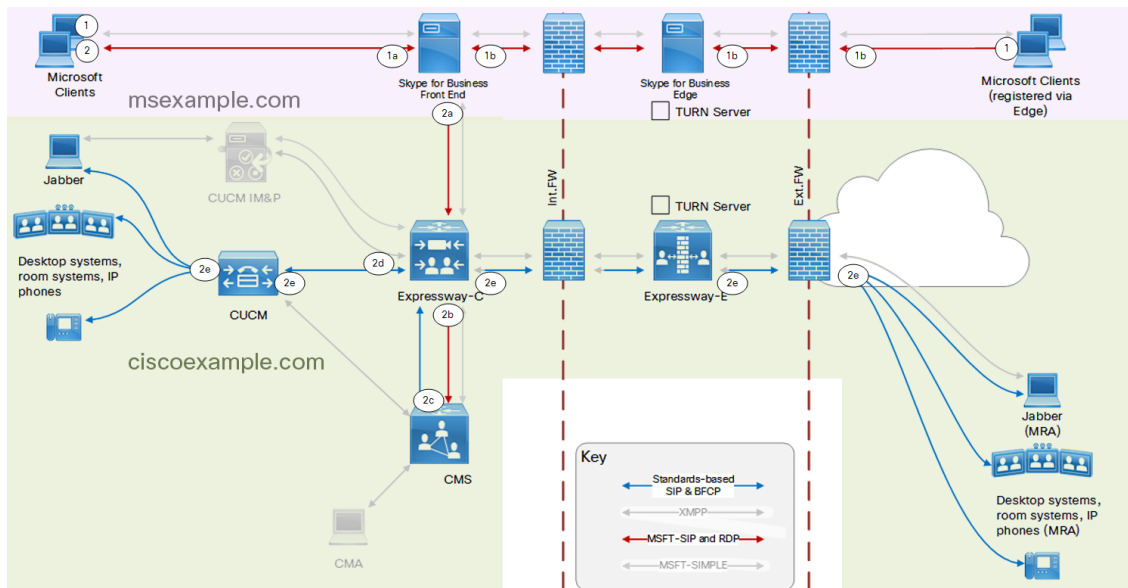 1
2
1a
1b
1b
1b
1
Microsoft
Clients
Skype for Business
Front End
Skype for Business
Edge
Microsoft Clients
(registered via
Edge)
msexample.com
2a
TURN Server
Jabber
CUCM IM&P
Int.FW
Ext.FW
TURN Server
Desktop systems,
room systems, IP
phones
2e
2e
2d
2e
2e
2e
Expressway-C
Expressway-E
CUCM
2b
ciscoexample.com
2c
CMS
CMA
Jabber
(MRA)
Desktop systems,
room systems, IP
phones (MRA)
Key
Standards-based
SIP & BFCP
XMPP
MSFT-SIP and RDP
MSFT-SIMPLE